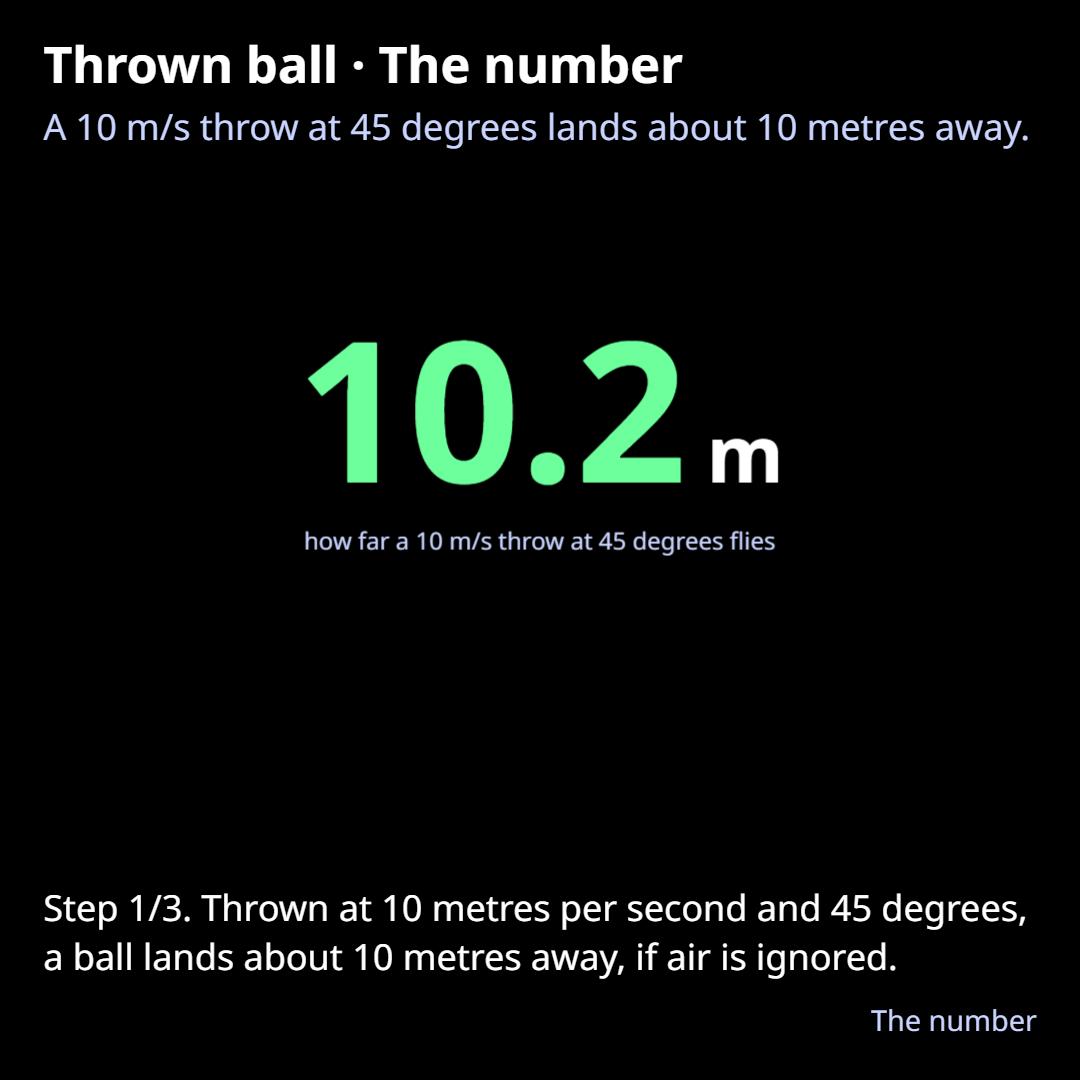 Thrown ball · The number
A 10 m/s throw at 45 degrees lands about 10 metres away.
10.2 m
how far a 10 m/s throw at 45 degrees flies
Step 1/3. Thrown at 10 metres per second and 45 degrees,
a ball lands about 10 metres away, if air is ignored.
The number